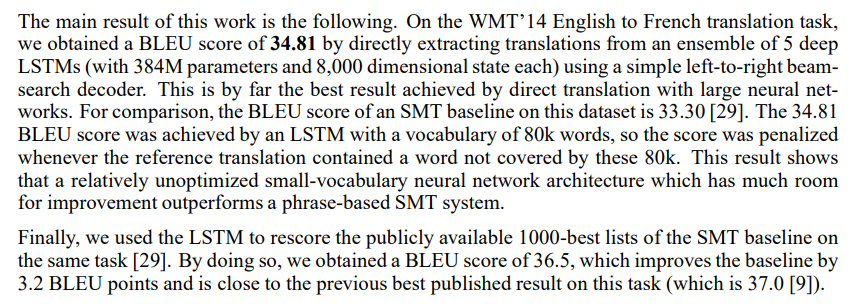 The main result of this work is the following. On the WMT’14 English to French translation task,
we obtained a BLEU score of 34.81 by directly extracting translations from an ensemble of 5 deep
LSTMs (with 384M parameters and 8,000 dimensional state each) using a simple left-to-right beam-
search decoder. This is by far the best result achieved by direct translation with large neural net-
works. For comparison, the BLEU score of an SMT baseline on this dataset is 33.30 [29]. The 34.81
BLEU score was achieved by an LSTM with a vocabulary of 80k words, so the score was penalized
whenever the reference translation contained a word not covered by these 80k. This result shows
that a relatively unoptimized small-vocabulary neural network architecture which has much room
for improvement outperforms a phrase-based SMT system.
Finally, we used the LSTM to rescore the publicly available 1000-best lists of the SMT baseline on
the same task [29]. By doing so, we obtained a BLEU score of 36.5, which improves the baseline by
3.2 BLEU points and is close to the previous best published result on this task (which is 37.0 [9]).